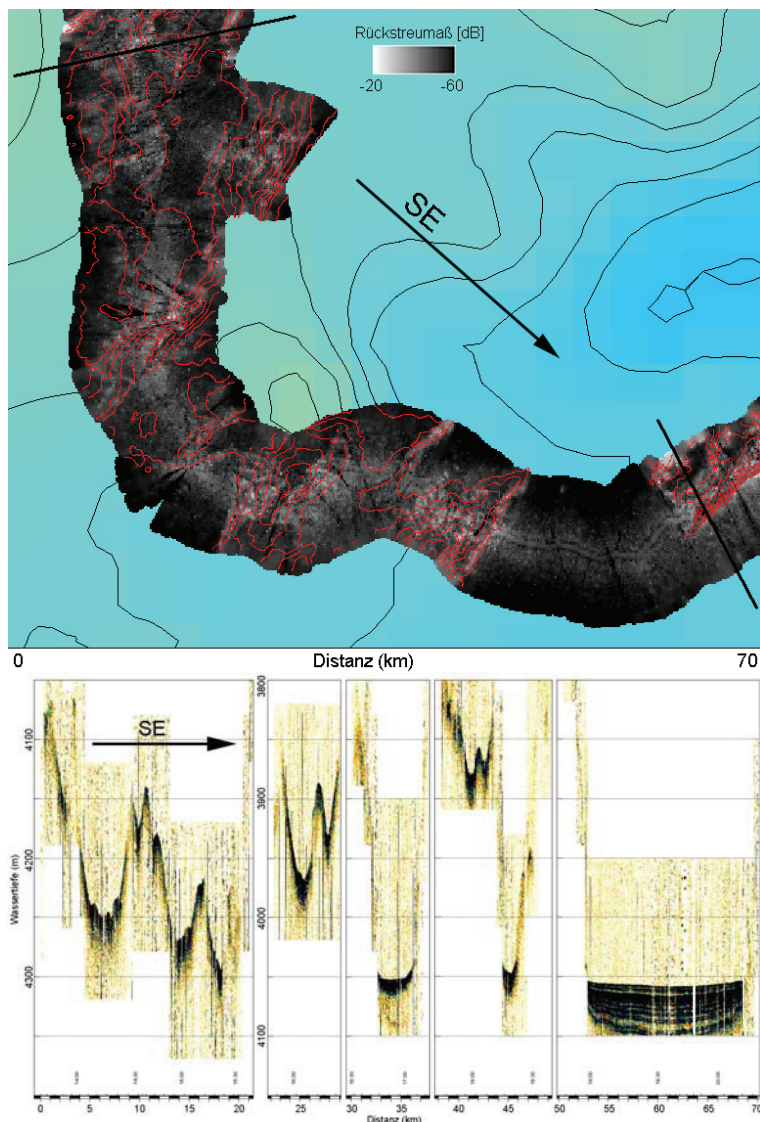 Rückstreumaß [dB]
-20 -60
SE
0 Distanz (km) 70
3800
4100
SE
3900
Wassertiefe (m)
4200
4000
4300
4100
0 5 10 15 20 25 30 35 40 45 50 55 60 65 70
Distanz (km)